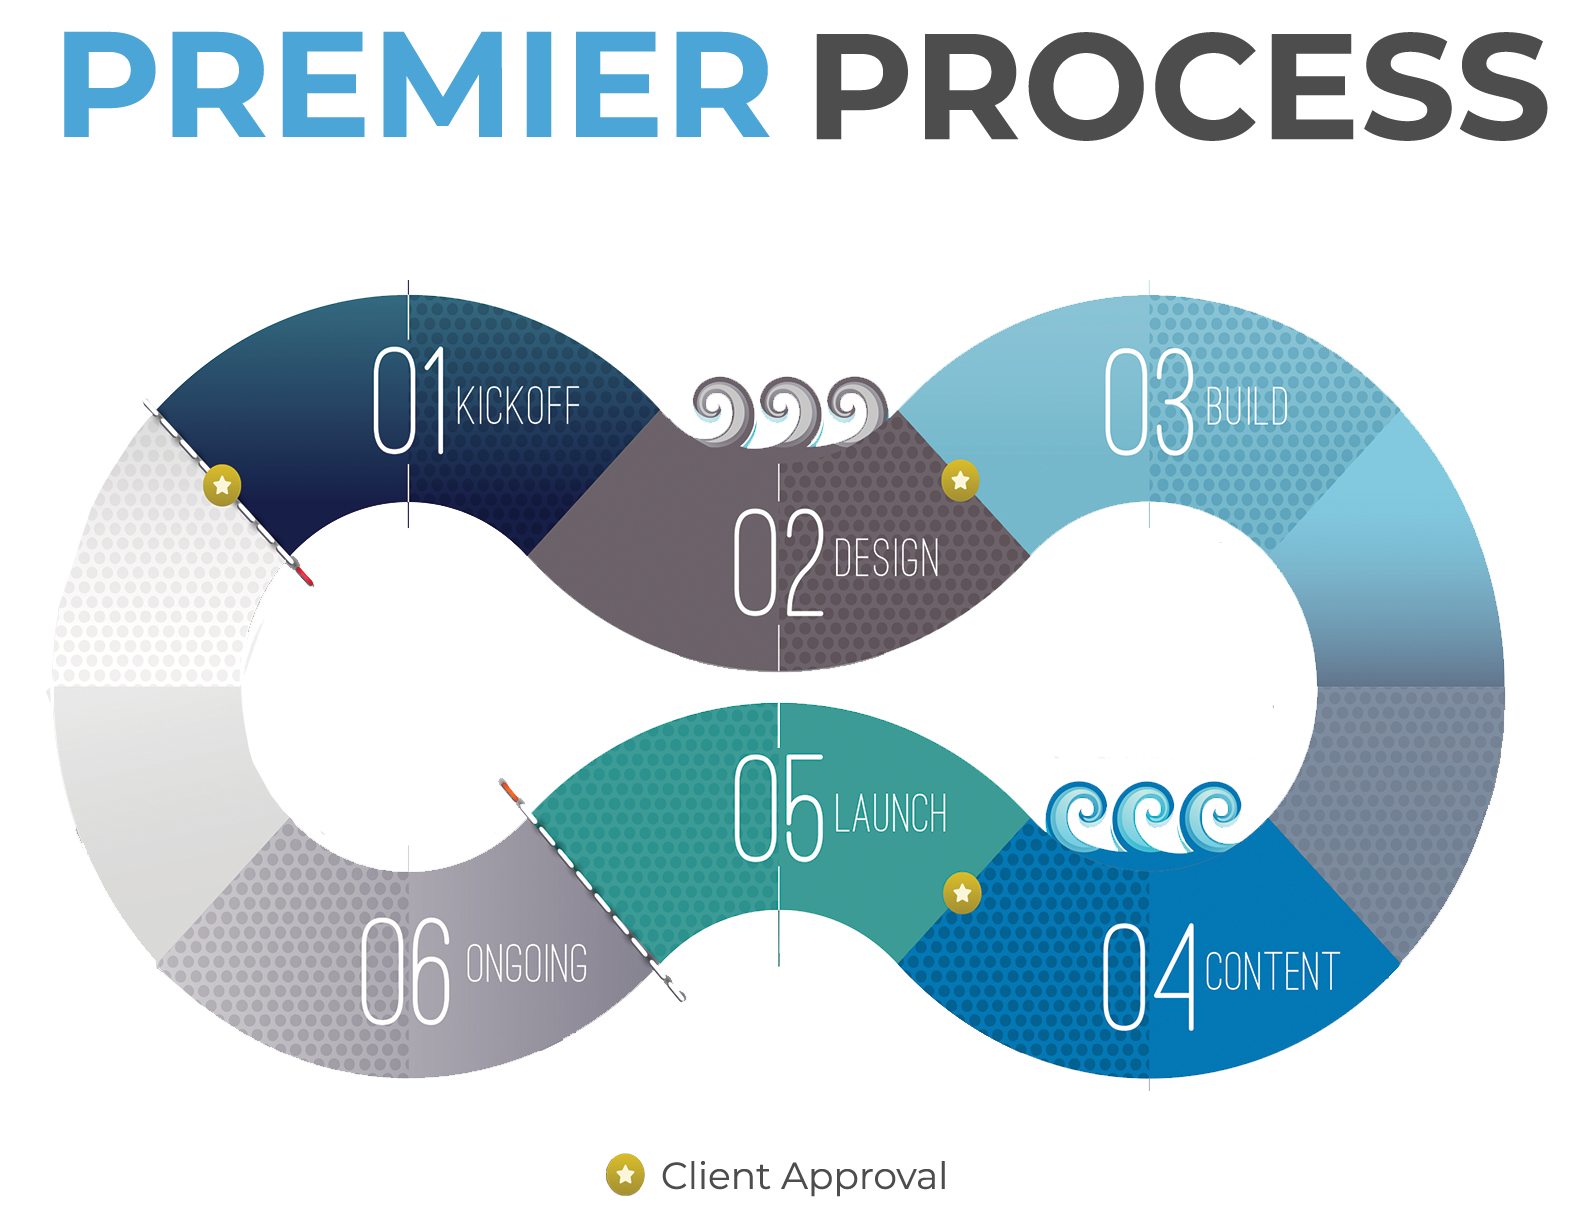 PREMIER PROCESS
01 KICKOFF
02 DESIGN
03 BUILD
04 CONTENT
05 LAUNCH
06 ONGOING
Client Approval